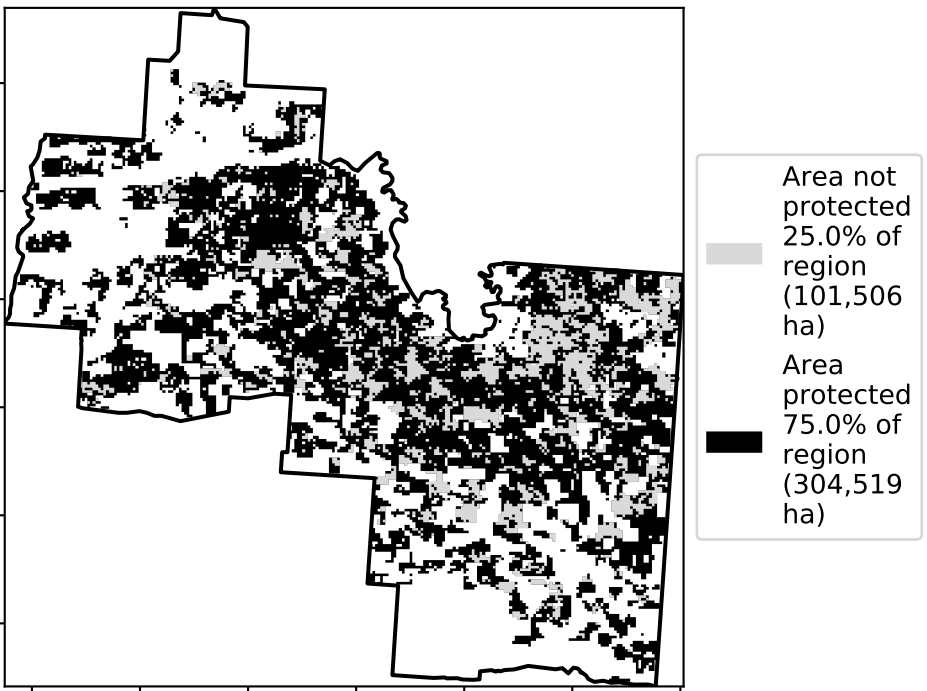 Area not
protected
25.0% of
region
(101,506
ha)
Area
protected
75.0% of
region
(304,519
ha)